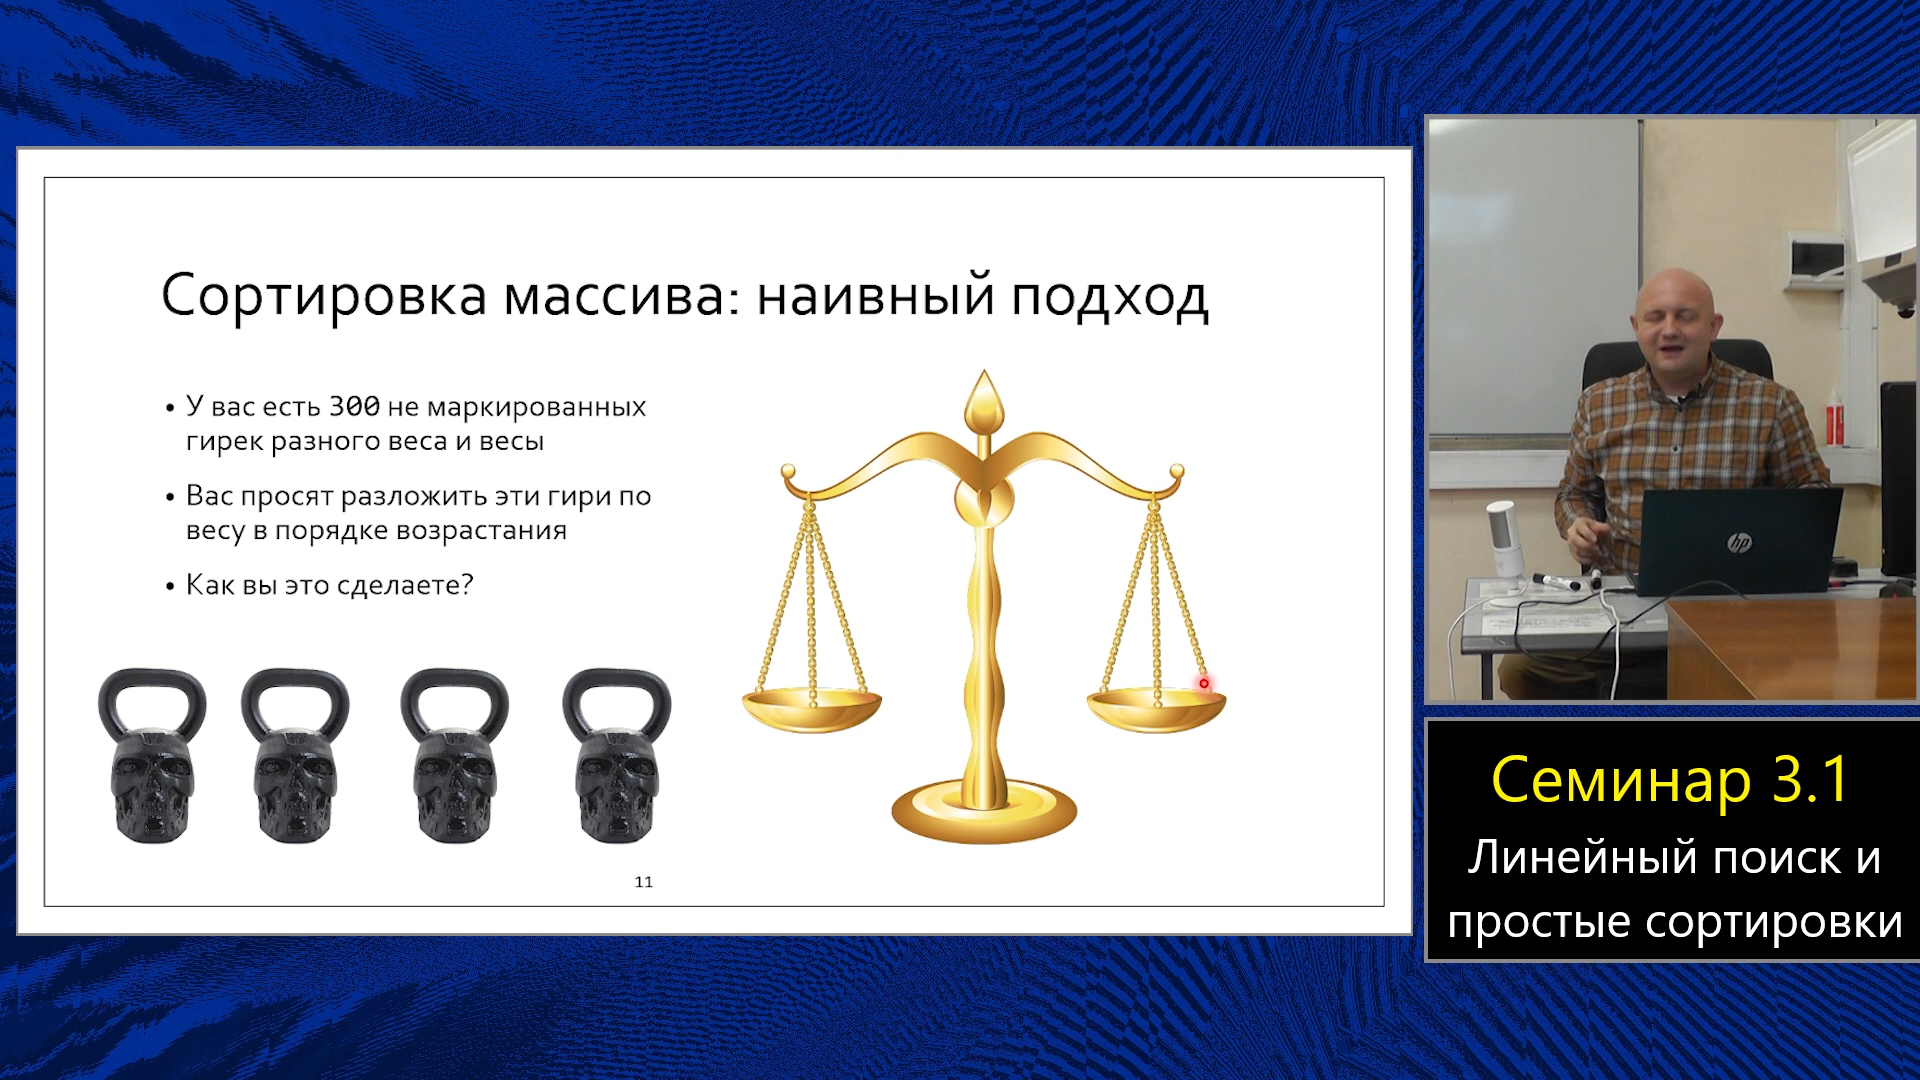 Сортировка массива: наивный подход
• У вас есть 300 не маркированных
гирек разного веса и весы
• Вас просят разложить эти гири по
весу в порядке возрастания
• Как вы это сделаете?
11
hp
Семинар 3.1
Линейный поиск и
простые сортировки